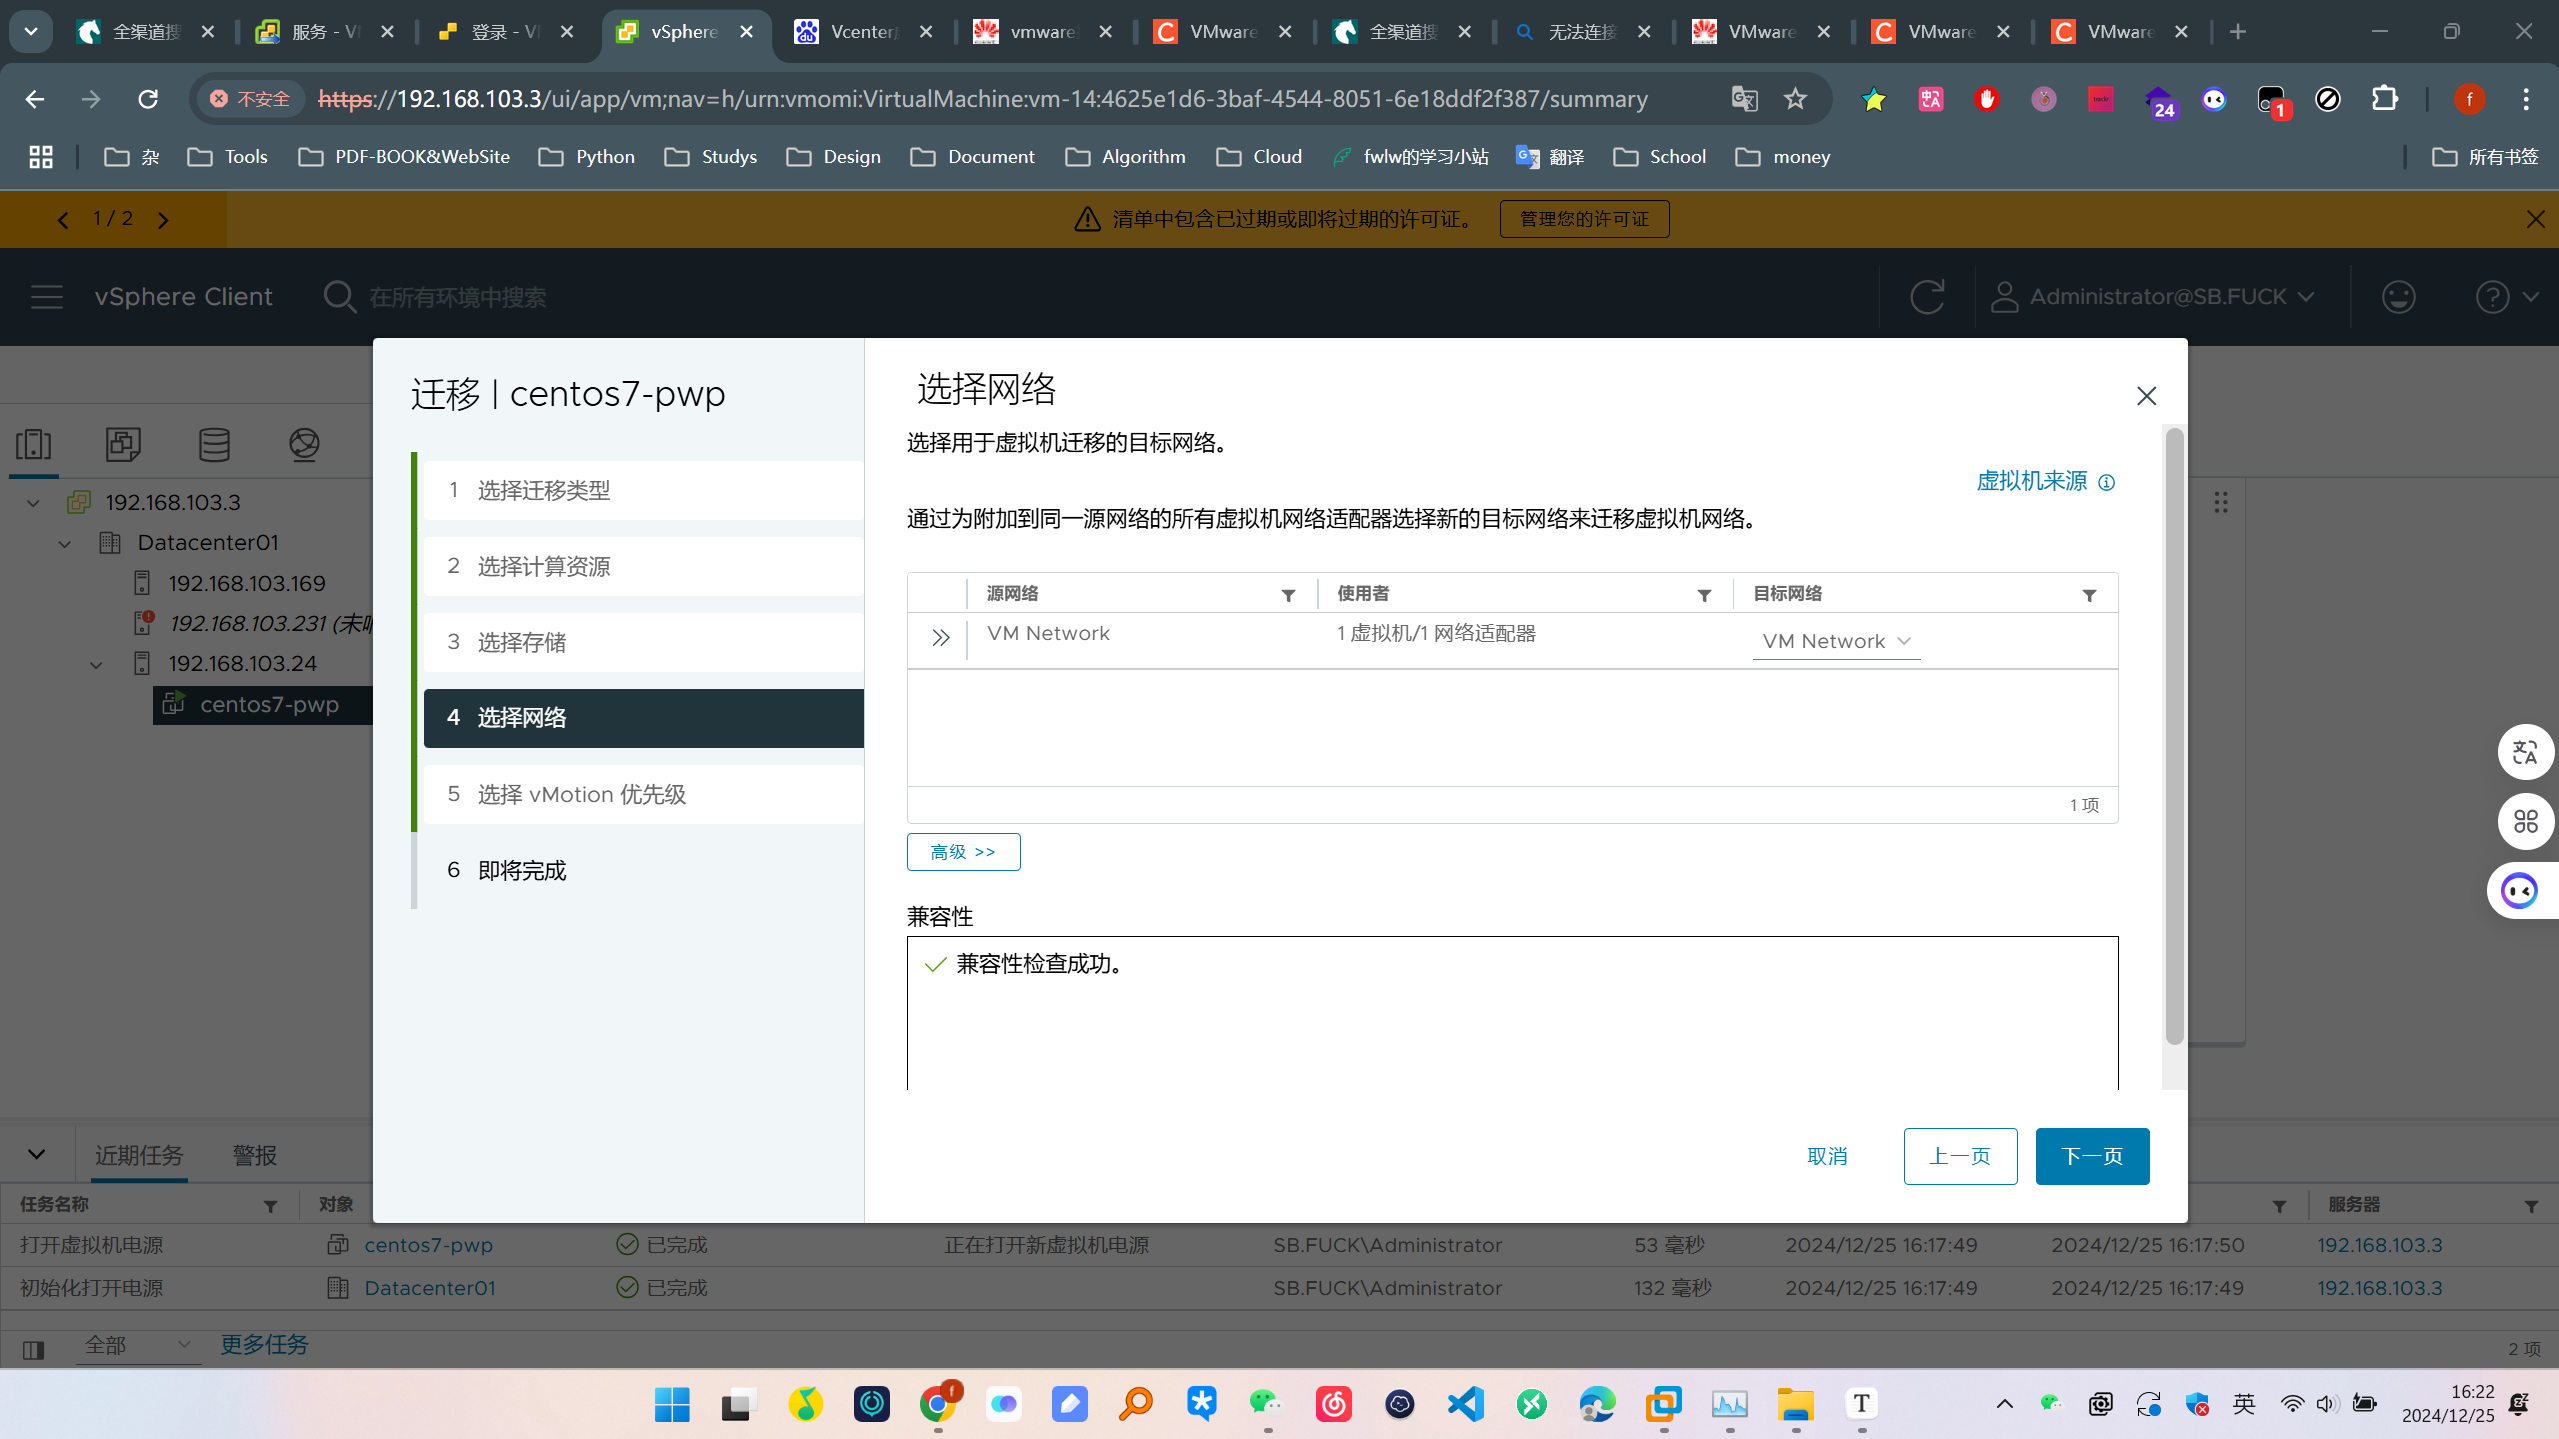 全渠道搜
服务 - VM
登录 - VM
vSphere
Vcenter
vmware
VMware
全渠道搜
无法连接
VMware
VMware
VMware
不安全
https://192.168.103.3/ui/app/vm;nav=h/urn:vmomi:VirtualMachine:vm-14:4625e1d6-3baf-4544-8051-6e18ddf2f387/summary
24
1
f
杂
Tools
PDF-BOOK&WebSite
Python
Studys
Design
Document
Algorithm
Cloud
fwlw的学习小站
翻译
School
money
所有书签
1 / 2
清单中包含已过期或即将过期的许可证。
管理您的许可证
vSphere Client
在所有环境中搜索
Administrator@SB.FUCK
192.168.103.3
Datacenter01
192.168.103.169
192.168.103.231 (未
192.168.103.24
centos7-pwp
迁移 | centos7-pwp
1 选择迁移类型
2 选择计算资源
3 选择存储
4 选择网络
5 选择 vMotion 优先级
6 即将完成
选择网络
选择用于虚拟机迁移的目标网络。
虚拟机来源
通过为附加到同一源网络的所有虚拟机网络适配器选择新的目标网络来迁移虚拟机网络。
源网络 使用者 目标网络
VM Network 1 虚拟机/1 网络适配器 VM Network
1 项
高级 >>
兼容性
兼容性检查成功。
取消
上一页
下一页
近期任务
警报
任务名称 对象 服务器
打开虚拟机电源 centos7-pwp 已完成 正在打开新虚拟机电源 SB.FUCK\Administrator 53 毫秒 2024/12/25 16:17:49 2024/12/25 16:17:50 192.168.103.3
初始化打开电源 Datacenter01 已完成 SB.FUCK\Administrator 132 毫秒 2024/12/25 16:17:49 2024/12/25 16:17:49 192.168.103.3
全部
更多任务
2 项
英
16:22
2024/12/25